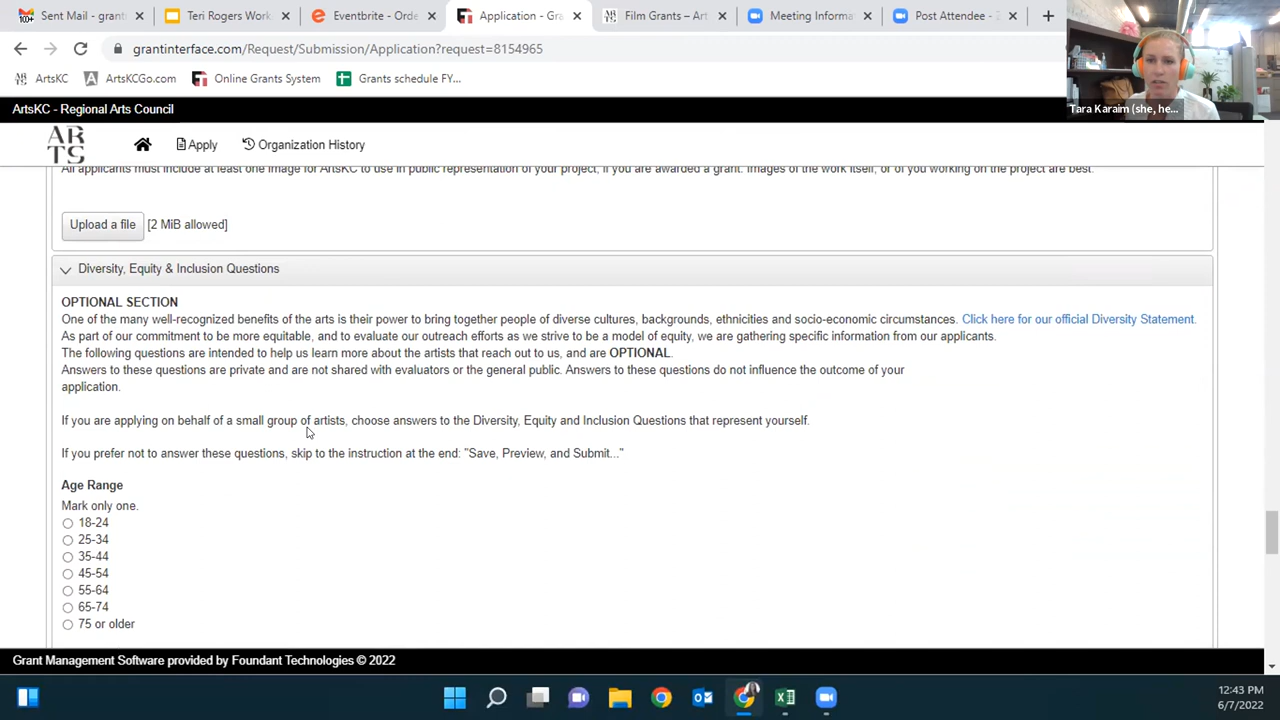 Sent Mail - grant
Teri Rogers Work
Eventbrite - Orde
Application - Gra
Film Grants – Art
Meeting Informa
Post Attendee - Z
grantinterface.com/Request/Submission/Application?request=8154965
ArtsKC
ArtsKCGo.com
Online Grants System
Grants schedule FY...
Tara Karaim (she, he...
ArtsKC - Regional Arts Council
ARTS
Apply
Organization History
All applicants must include at least one image for ArtsKC to use in public representation of your project, if you are awarded a grant. Images of the work itself, or of you working on the project are best.
Upload a file [2 MiB allowed]
Diversity, Equity & Inclusion Questions
OPTIONAL SECTION
One of the many well-recognized benefits of the arts is their power to bring together people of diverse cultures, backgrounds, ethnicities and socio-economic circumstances. Click here for our official Diversity Statement.
As part of our commitment to be more equitable, and to evaluate our outreach efforts as we strive to be a model of equity, we are gathering specific information from our applicants.
The following questions are intended to help us learn more about the artists that reach out to us, and are OPTIONAL.
Answers to these questions are private and are not shared with evaluators or the general public. Answers to these questions do not influence the outcome of your
application.
If you are applying on behalf of a small group of artists, choose answers to the Diversity, Equity and Inclusion Questions that represent yourself.
If you prefer not to answer these questions, skip to the instruction at the end: "Save, Preview, and Submit..."
Age Range
Mark only one.
18-24
25-34
35-44
45-54
55-64
65-74
75 or older
Grant Management Software provided by Foundant Technologies © 2022
12:43 PM
6/7/2022